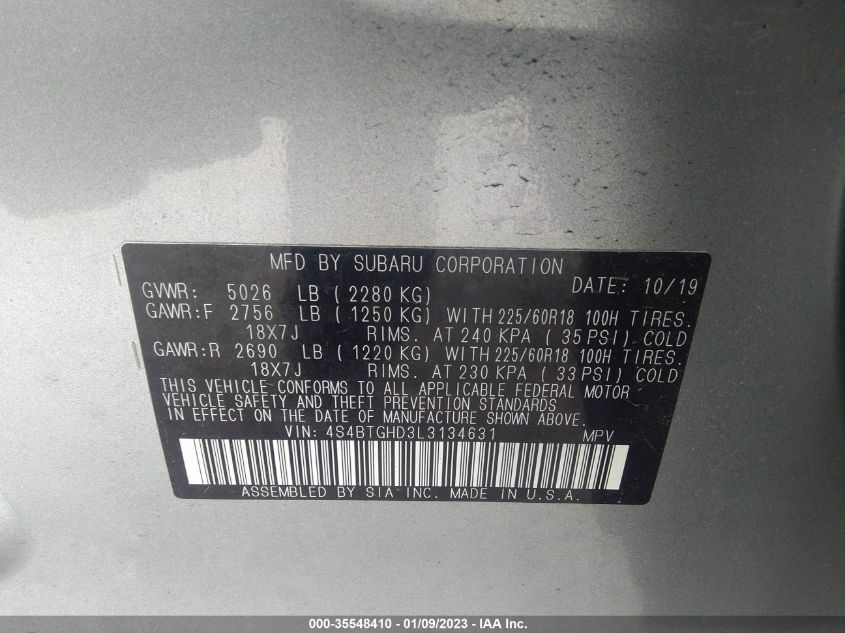 MFD BY SUBARU CORPORATION
DATE: 10/19
GVWR: 5026 LB ( 2280 KG)
GAWR:F 2756 LB ( 1250 KG) WITH 225/60R18 100H TIRES.
18X7J RIMS. AT 240 KPA ( 35 PSI) COLD
GAWR:R 2690 LB ( 1220 KG) WITH 225/60R18 100H TIRES.
18X7J RIMS. AT 230 KPA ( 33 PSI) COLD
THIS VEHICLE CONFORMS TO ALL APPLICABLE FEDERAL MOTOR
VEHICLE SAFETY AND THEFT PREVENTION STANDARDS
IN EFFECT ON THE DATE OF MANUFACTURE SHOWN ABOVE.
VIN: 4S4BTGHD3L3134631 MPV
ASSEMBLED BY SIA INC. MADE IN U.S.A.
000-35548410 - 01/09/2023 - IAA Inc.